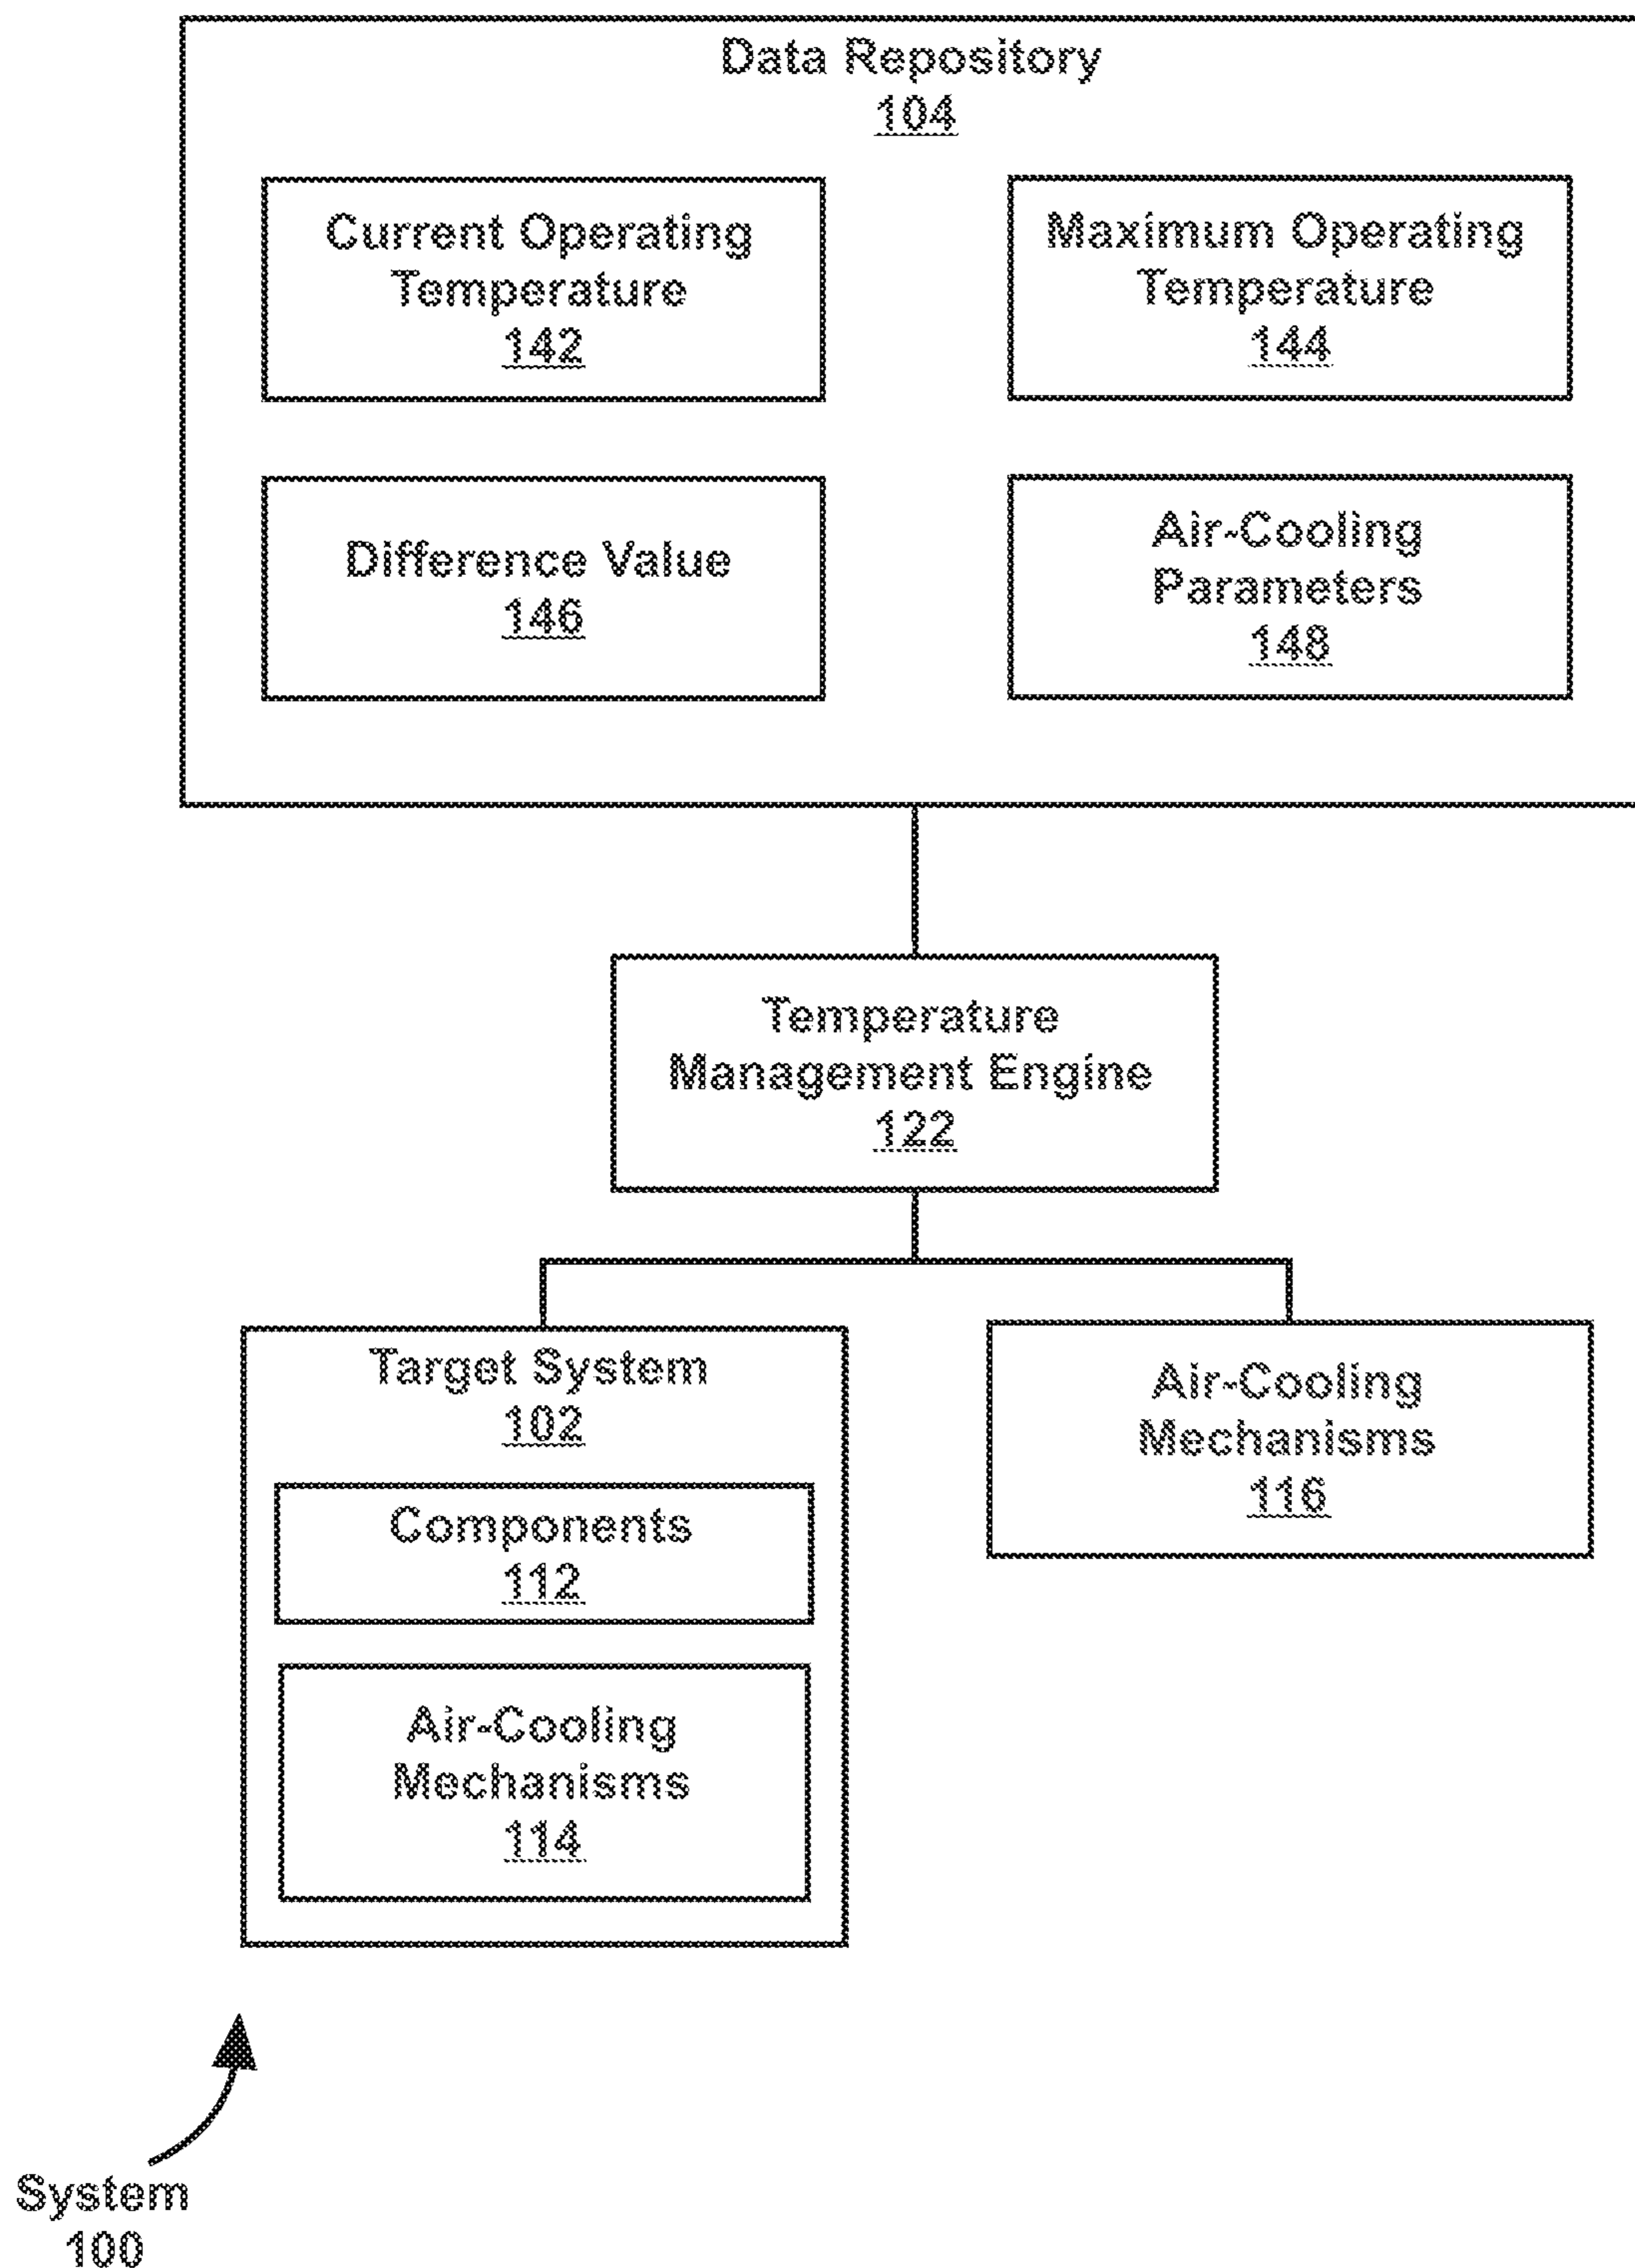 Data Repository
104
Current Operating
Temperature
142
Maximum Operating
Temperature
144
Difference Value
146
Air-Cooling
Parameters
148
Temperature
Management Engine
122
Target System
102
Components
112
Air-Cooling
Mechanisms
114
Air-Cooling
Mechanisms
116
System
100